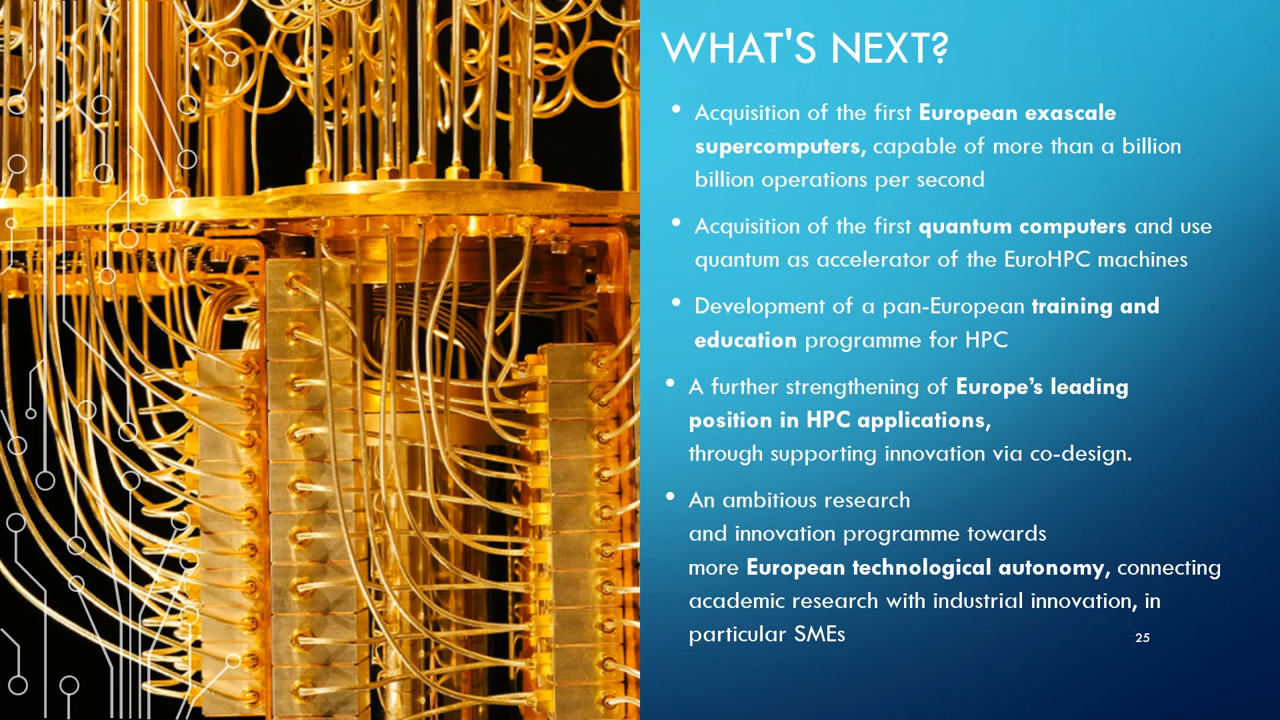 WHAT'S NEXT?
• Acquisition of the first European exascale
supercomputers, capable of more than a billion
billion operations per second
• Acquisition of the first quantum computers and use
quantum as accelerator of the EuroHPC machines
• Development of a pan-European training and
education programme for HPC
• A further strengthening of Europe’s leading
position in HPC applications,
through supporting innovation via co-design.
• An ambitious research
and innovation programme towards
more European technological autonomy, connecting
academic research with industrial innovation, in
particular SMEs
25